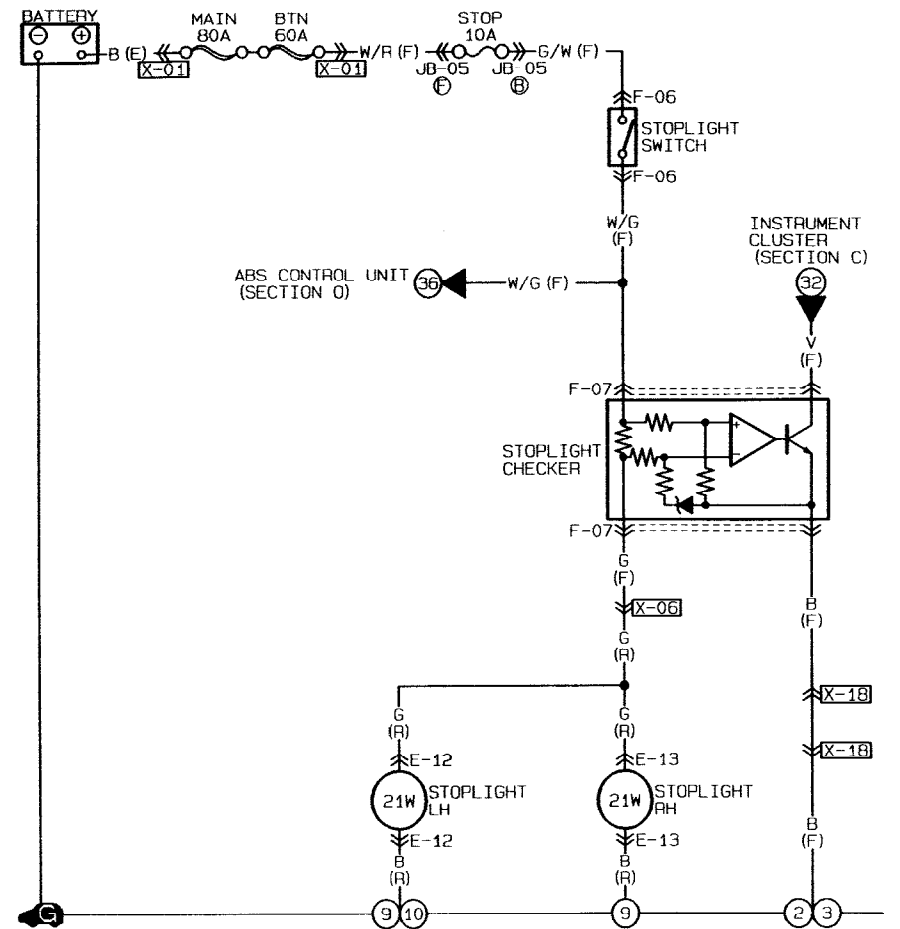 BATTERY
MAIN
80A
BTN
60A
STOP
10A
B (E)
X-01
X-01
W/R (F)
JB-05
F
JB-05
B
G/W (F)
F-06
STOPLIGHT
SWITCH
F-06
W/G
(F)
INSTRUMENT
CLUSTER
(SECTION C)
32
ABS CONTROL UNIT
(SECTION O)
36
W/G (F)
V
(F)
F-07
STOPLIGHT
CHECKER
+
−
F-07
G
(F)
X-06
B
(F)
G
(R)
X-18
G
(R)
G
(R)
X-18
E-12
E-13
21W
STOPLIGHT
LH
21W
STOPLIGHT
RH
E-12
E-13
B
(F)
B
(R)
B
(R)
G
9
10
9
2
3